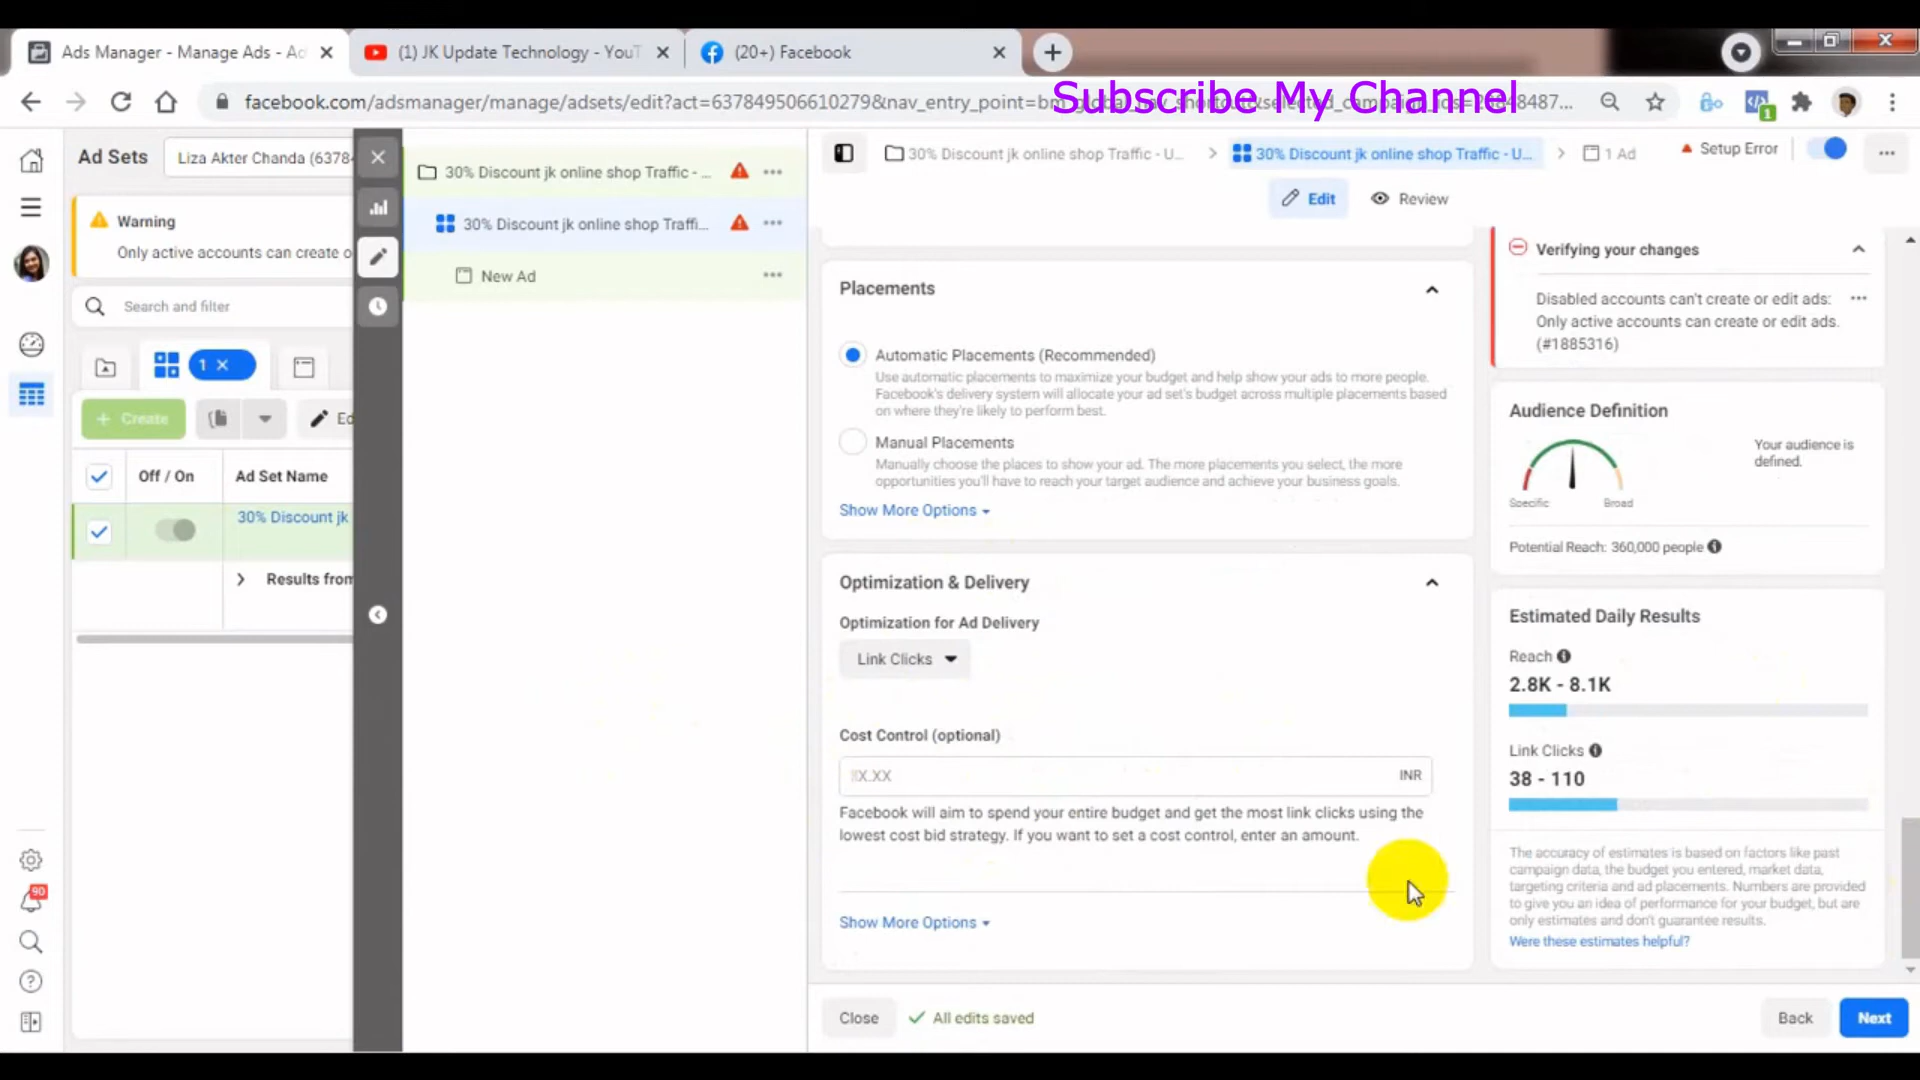 Ads Manager - Manage Ads - Ad
(1) JK Update Technology - YouT
(20+) Facebook
facebook.com/adsmanager/manage/adsets/edit?act=637849506610279&nav_entry_point=bm_global_nav_shortcut&selected_campaign_ids=
Subscribe My Channel
1
Ad Sets
Liza Akter Chanda (6378
Warning
Only active accounts can create o
Search and filter
1
+ Create
Ed
Off / On
Ad Set Name
30% Discount jk
Results from
90
30% Discount jk online shop Traffic - ...
30% Discount jk online shop Traffi...
New Ad
30% Discount jk online shop Traffic - U...
30% Discount jk online shop Traffic - U...
1 Ad
Setup Error
Edit
Review
Placements
Automatic Placements (Recommended)
Use automatic placements to maximize your budget and help show your ads to more people.
Facebook's delivery system will allocate your ad set's budget across multiple placements based
on where they're likely to perform best.
Manual Placements
Manually choose the places to show your ad. The more placements you select, the more
opportunities you'll have to reach your target audience and achieve your business goals.
Show More Options
Optimization & Delivery
Optimization for Ad Delivery
Link Clicks
Cost Control (optional)
X.XX
INR
Facebook will aim to spend your entire budget and get the most link clicks using the
lowest cost bid strategy. If you want to set a cost control, enter an amount.
Show More Options
Close
All edits saved
Back
Next
Verifying your changes
Disabled accounts can't create or edit ads:
Only active accounts can create or edit ads.
(#1885316)
Audience Definition
Your audience is
defined.
Specific
Broad
Potential Reach: 360,000 people
Estimated Daily Results
Reach
2.8K - 8.1K
Link Clicks
38 - 110
The accuracy of estimates is based on factors like past
campaign data, the budget you entered, market data,
targeting criteria and ad placements. Numbers are provided
to give you an idea of performance for your budget, but are
only estimates and don't guarantee results.
Were these estimates helpful?